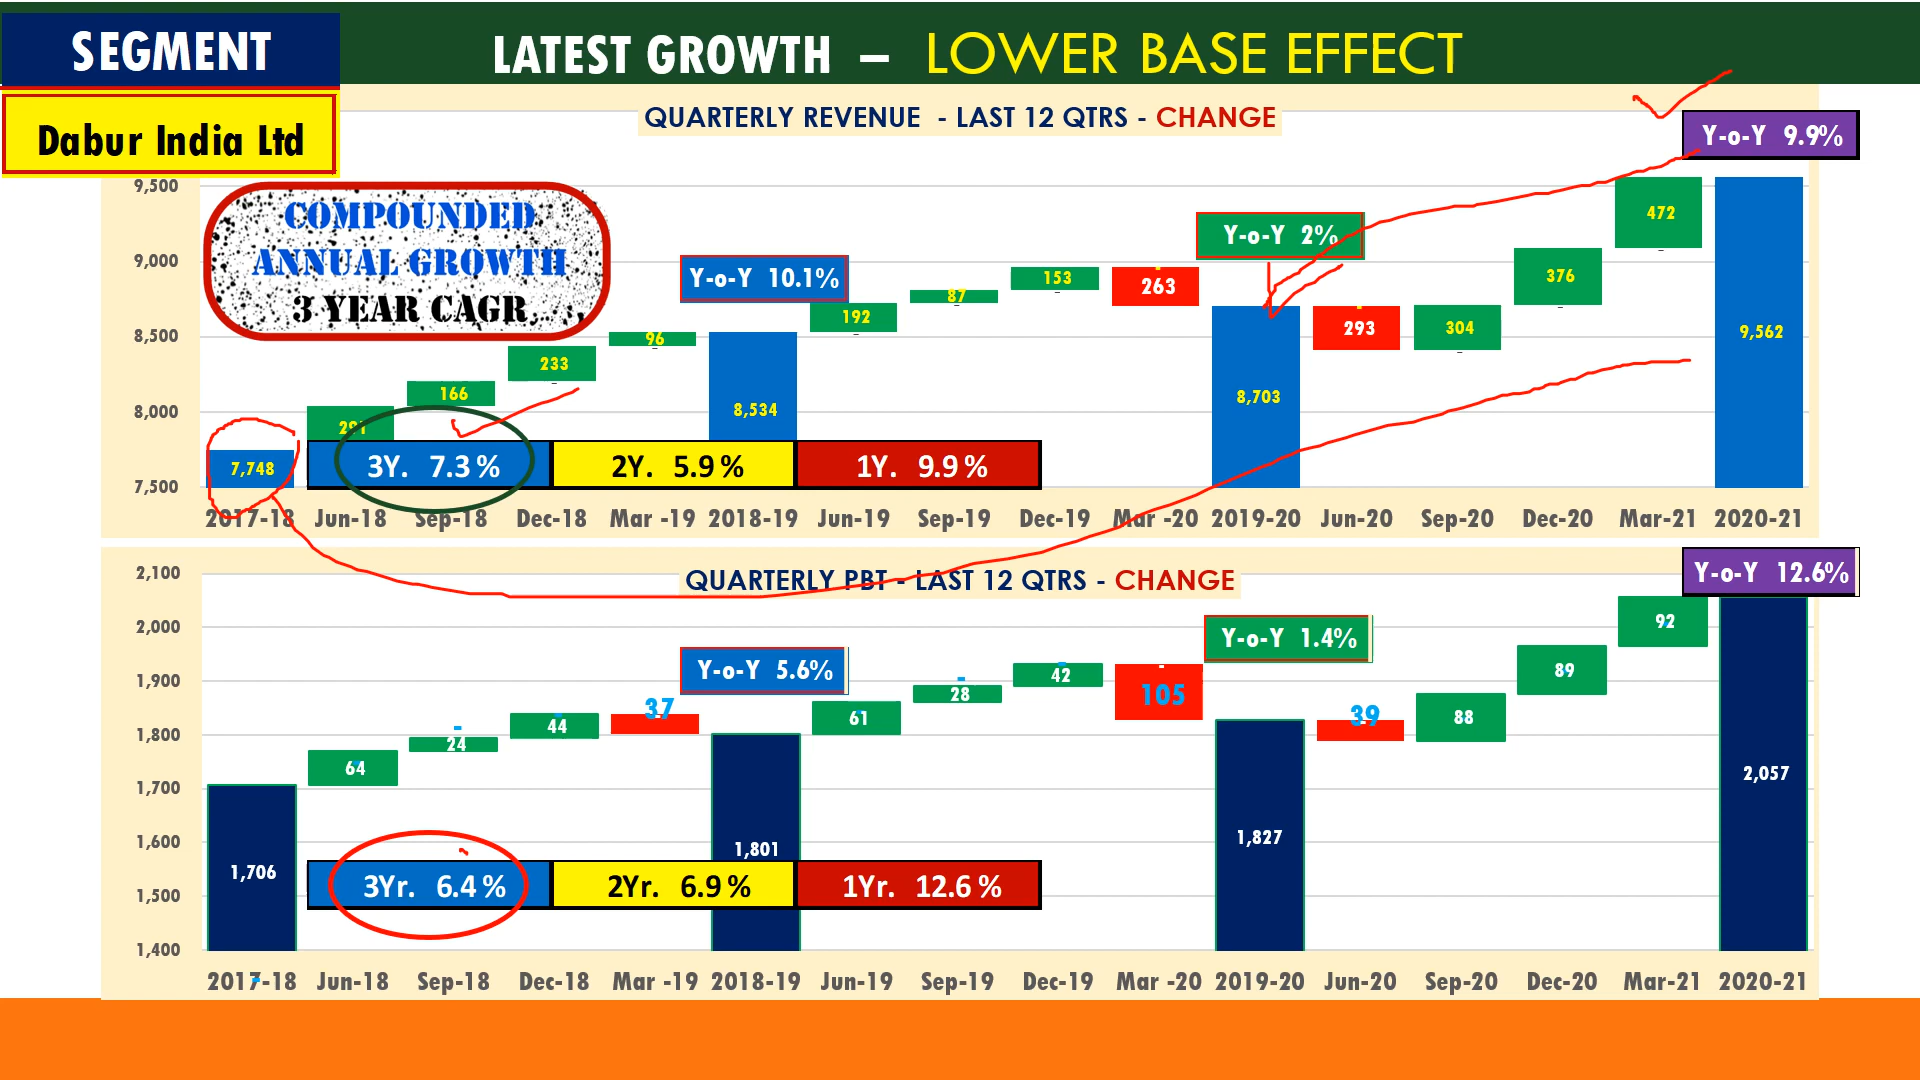 SEGMENT
LATEST GROWTH – LOWER BASE EFFECT
Dabur India Ltd
QUARTERLY REVENUE - LAST 12 QTRS - CHANGE
Y-o-Y 9.9%
9,500
9,000
8,500
8,000
7,500
COMPOUNDED
ANNUAL GROWTH
3 YEAR CAGR
Y-o-Y 10.1%
Y-o-Y 2%
7,748
291
166
233
96
8,534
192
87
153
263
8,703
293
304
376
472
9,562
3Y. 7.3 %
2Y. 5.9 %
1Y. 9.9 %
2017-18 Jun-18 Sep-18 Dec-18 Mar -19 2018-19 Jun-19 Sep-19 Dec-19 Mar -20 2019-20 Jun-20 Sep-20 Dec-20 Mar-21 2020-21
QUARTERLY PBT - LAST 12 QTRS - CHANGE
Y-o-Y 12.6%
2,100
2,000
1,900
1,800
1,700
1,600
1,500
1,400
Y-o-Y 5.6%
Y-o-Y 1.4%
1,706
64
24
44
37
1,801
61
28
42
105
1,827
39
88
89
92
2,057
3Yr. 6.4 %
2Yr. 6.9 %
1Yr. 12.6 %
2017-18 Jun-18 Sep-18 Dec-18 Mar -19 2018-19 Jun-19 Sep-19 Dec-19 Mar -20 2019-20 Jun-20 Sep-20 Dec-20 Mar-21 2020-21